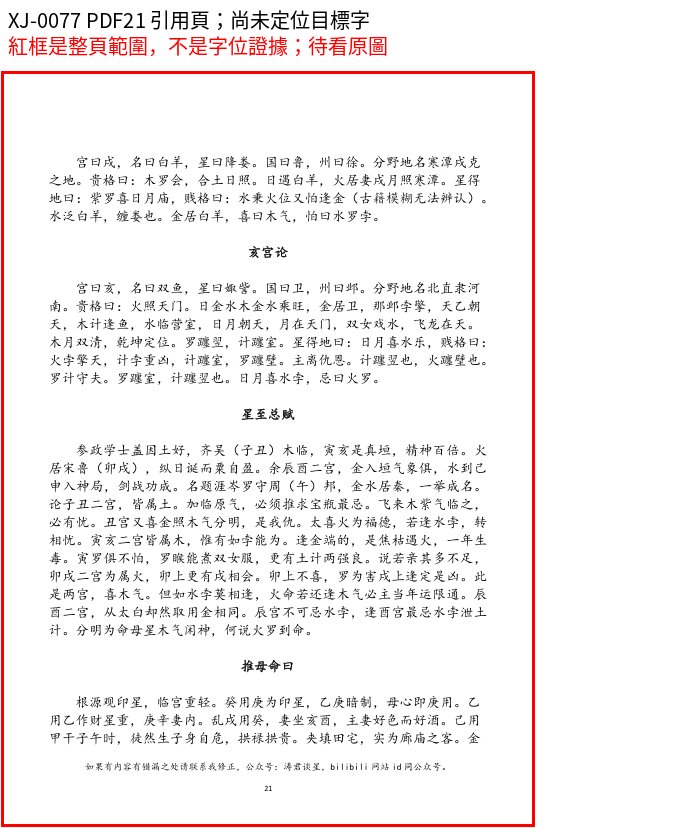 XJ-0077 PDF21 引用頁；尚未定位目標字
紅框是整頁範圍，不是字位證據；待看原圖
宫曰戌，名曰白羊，星曰降娄。国曰鲁，州曰徐。分野地名寒潭戌克
之地。贵格曰：木罗会，合土日照。日遇白羊，火居妻戌月照寒潭。星得
地曰：紫罗喜日月庙，贱格曰：水乘火位又怕逢金（古籍模糊无法辨认）。
水泛白羊，缠娄也。金居白羊，喜曰木气，怕曰水罗孛。
亥宫论
宫曰亥，名曰双鱼，星曰娵訾。国曰卫，州曰邺。分野地名北直隶河
南。贵格曰：火照天门。日金水木金水乘旺，金居卫，那邺孛擎，天乙朝
天，木计逢鱼，水临营室，日月朝天，月在天门，双女戏水，飞龙在天。
木月双清，乾坤定位。罗躔翌，计躔室。星得地曰：日月喜水乐，贱格曰：
火孛擎天，计孛重凶，计躔室，罗躔壁。主离仇恩。计躔翌也，火躔壁也。
罗计守夫。罗躔室，计躔翌也。日月喜水孛，忌曰火罗。
星至总赋
参政学士盖因土好，齐吴（子丑）木临，寅亥是真垣，精神百倍。火
居宋鲁（卯戌），纵日诞而粟自盈。余辰酉二宫，金入垣气象俱，水到己
申入神局，剑战功成。名题涯岑罗守周（午）邦，金水居秦，一举成名。
论子丑二宫，皆属土。加临原气，必须推求宝瓶最忌。飞来木紫气临之，
必有忧。丑宫又喜金照木气分明，是我仇。太喜火为福德，若逢水孛，转
相忧。寅亥二宫皆属木，惟有如孛能为。逢金端的，是焦枯遇火，一年生
毒。寅罗俱不怕，罗睺能煮双女服，更有土计两强良。说若亲其多不足，
卯戌二宫为属火，卯上更有戌相会。卯上不喜，罗为害戌上逢定是凶。此
是两宫，喜木气。但如水孛莫相逢，火命若还逢木气必主当年运限通。辰
酉二宫，从太白却然取用金相同。辰宫不可忌水孛，逢酉宫最忌水孛泄土
计。分明为命母星木气闲神，何说火罗到命。
推母命曰
根源观印星，临宫重轻。癸用庚为印星，乙庚暗制，母心即庚用。乙
用乙作财星重，庚辛妻内。乱戌用癸，妻坐亥酉，主妻好色而好酒。己用
甲干子午时，徒然生子身自危，拱禄拱贵。夹填田宅，实为廊庙之客。金
如果有内容有错漏之处请联系我修正，公众号：涛君谈星，bilibili 网站 id 同公众号。
21